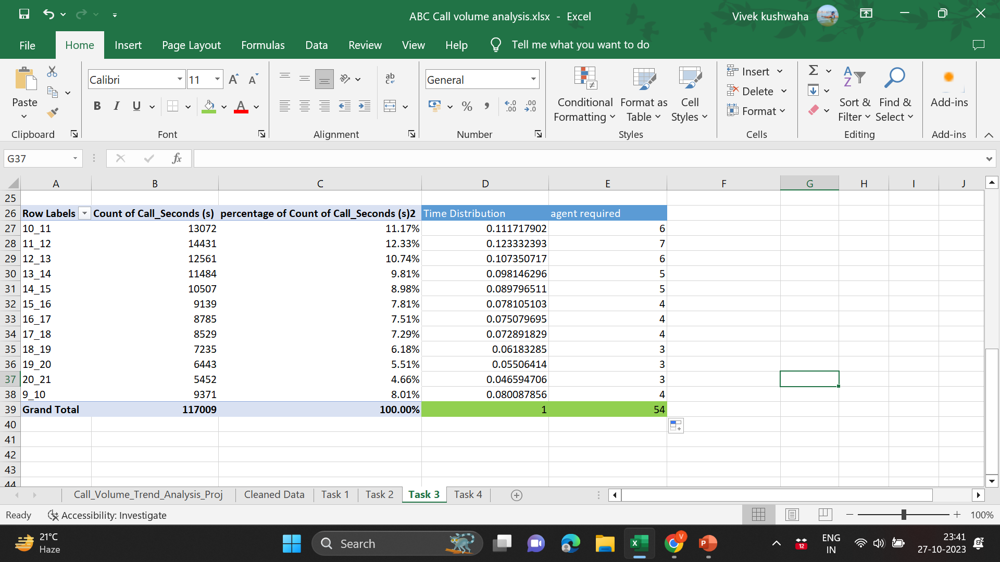 ABC Call volume analysis.xlsx - Excel
Vivek kushwaha
File Home Insert Page Layout Formulas Data Review View Help Tell me what you want to do
Paste
Clipboard
Calibri 11
B I U
Font
ab
c
Alignment
General
% , .0 .00 .00 .0
Number
Conditional Formatting
Format as Table
Cell Styles
Styles
Insert
Delete
Format
Cells
Sort & Filter
Find & Select
Editing
Add-ins
Add-ins
G37 fx
A B C D E F G H I J
25
26 Row Labels Count of Call_Seconds (s) percentage of Count of Call_Seconds (s)2 Time Distribution agent required
27 10_11 13072 11.17% 0.111717902 6
28 11_12 14431 12.33% 0.123332393 7
29 12_13 12561 10.74% 0.107350717 6
30 13_14 11484 9.81% 0.098146296 5
31 14_15 10507 8.98% 0.089796511 5
32 15_16 9139 7.81% 0.078105103 4
33 16_17 8785 7.51% 0.075079695 4
34 17_18 8529 7.29% 0.072891829 4
35 18_19 7235 6.18% 0.06183285 3
36 19_20 6443 5.51% 0.05506414 3
37 20_21 5452 4.66% 0.046594706 3
38 9_10 9371 8.01% 0.080087856 4
39 Grand Total 117009 100.00% 1 54
40
41
42
43
44
Call_Volume_Trend_Analysis_Proj Cleaned Data Task 1 Task 2 Task 3 Task 4
Ready Accessibility: Investigate 100%
21°C
Haze
Search
V
12
ENG
IN
23:41
27-10-2023